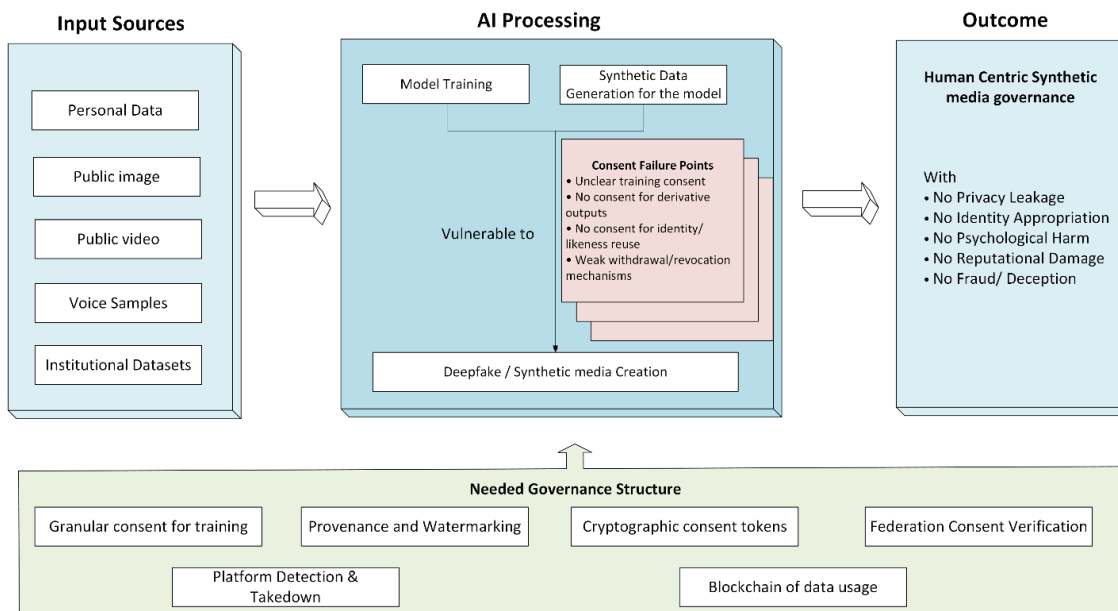 Input Sources
Personal Data
Public image
Public video
Voice Samples
Institutional Datasets
AI Processing
Model Training
Synthetic Data
Generation for the model
Vulnerable to
Consent Failure Points
• Unclear training consent
• No consent for derivative
outputs
• No consent for identity/
likeness reuse
• Weak withdrawal/revocation
mechanisms
Deepfake / Synthetic media Creation
Outcome
Human Centric Synthetic
media governance
With
• No Privacy Leakage
• No Identity Appropriation
• No Psychological Harm
• No Reputational Damage
• No Fraud/ Deception
Needed Governance Structure
Granular consent for training
Provenance and Watermarking
Cryptographic consent tokens
Federation Consent Verification
Platform Detection &
Takedown
Blockchain of data usage